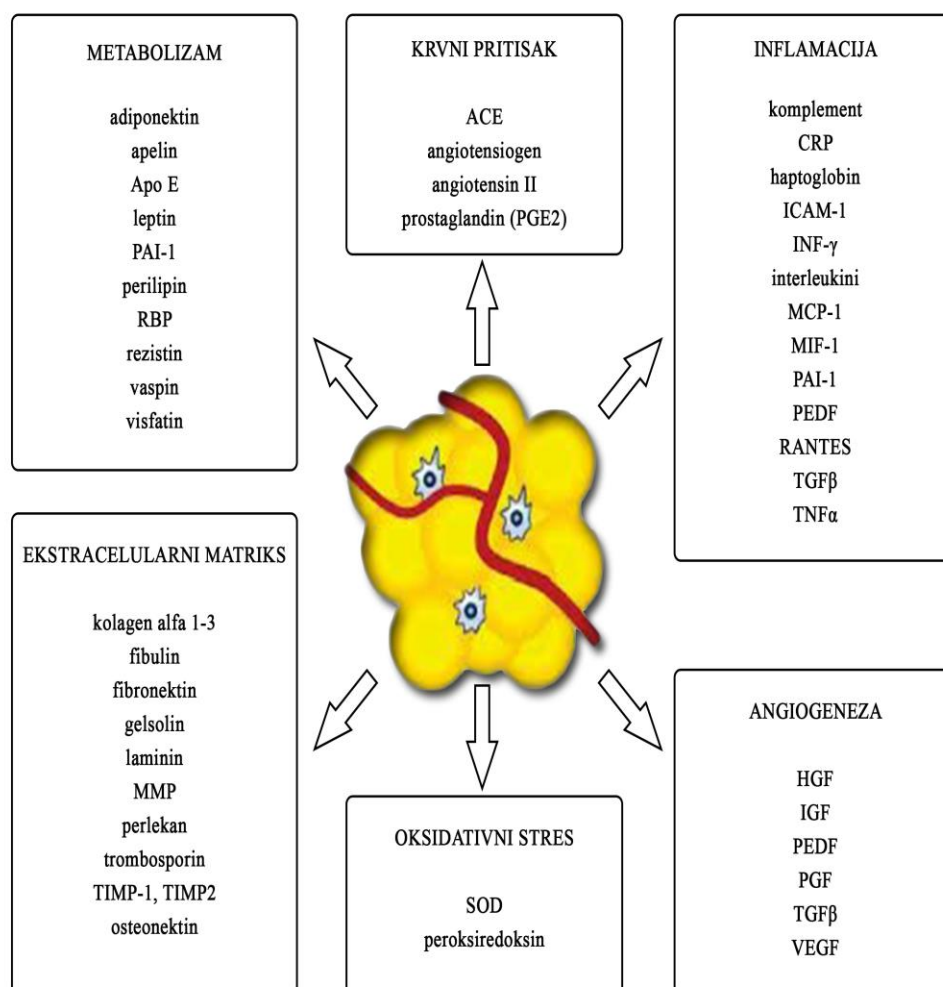 METABOLIZAM
adiponektin
apelin
Apo E
leptin
PAI-1
perilipin
RBP
rezistin
vaspin
visfatin
KRVNI PRITISAK
ACE
angiotensiogen
angiotensin II
prostaglandin (PGE2)
INFLAMACIJA
komplement
CRP
haptoglobin
ICAM-1
INF-γ
interleukini
MCP-1
MIF-1
PAI-1
PEDF
RANTES
TGFβ
TNFα
EKSTRACELULARNI MATRIKS
kolagen alfa 1-3
fibulin
fibronektin
gelsolin
laminin
MMP
perlekan
trombosporin
TIMP-1, TIMP2
osteonektin
OKSIDATIVNI STRES
SOD
peroksiredoksin
ANGIOGENEZA
HGF
IGF
PEDF
PGF
TGFβ
VEGF